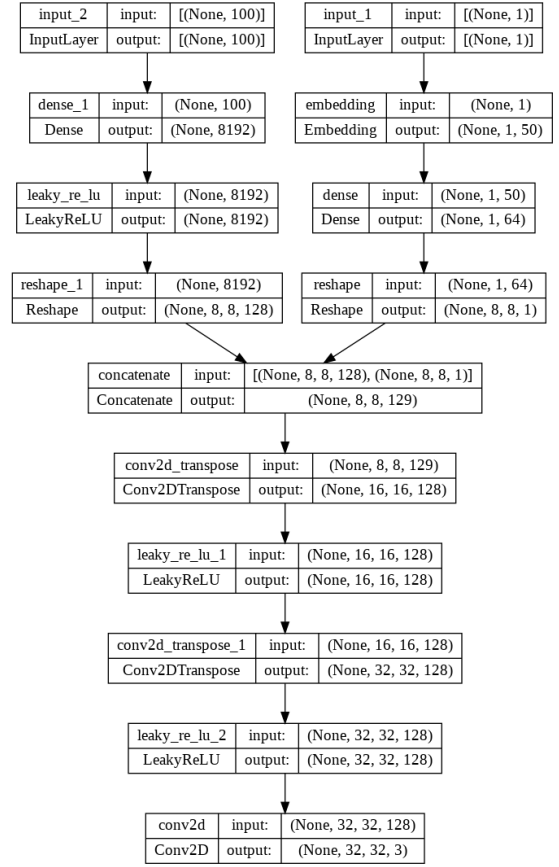 input_2 input: [(None, 100)]
InputLayer output: [(None, 100)]
input_1 input: [(None, 1)]
InputLayer output: [(None, 1)]
dense_1 input: (None, 100)
Dense output: (None, 8192)
embedding input: (None, 1)
Embedding output: (None, 1, 50)
leaky_re_lu input: (None, 8192)
LeakyReLU output: (None, 8192)
dense input: (None, 1, 50)
Dense output: (None, 1, 64)
reshape_1 input: (None, 8192)
Reshape output: (None, 8, 8, 128)
reshape input: (None, 1, 64)
Reshape output: (None, 8, 8, 1)
concatenate input: [(None, 8, 8, 128), (None, 8, 8, 1)]
Concatenate output: (None, 8, 8, 129)
conv2d_transpose input: (None, 8, 8, 129)
Conv2DTranspose output: (None, 16, 16, 128)
leaky_re_lu_1 input: (None, 16, 16, 128)
LeakyReLU output: (None, 16, 16, 128)
conv2d_transpose_1 input: (None, 16, 16, 128)
Conv2DTranspose output: (None, 32, 32, 128)
leaky_re_lu_2 input: (None, 32, 32, 128)
LeakyReLU output: (None, 32, 32, 128)
conv2d input: (None, 32, 32, 128)
Conv2D output: (None, 32, 32, 3)